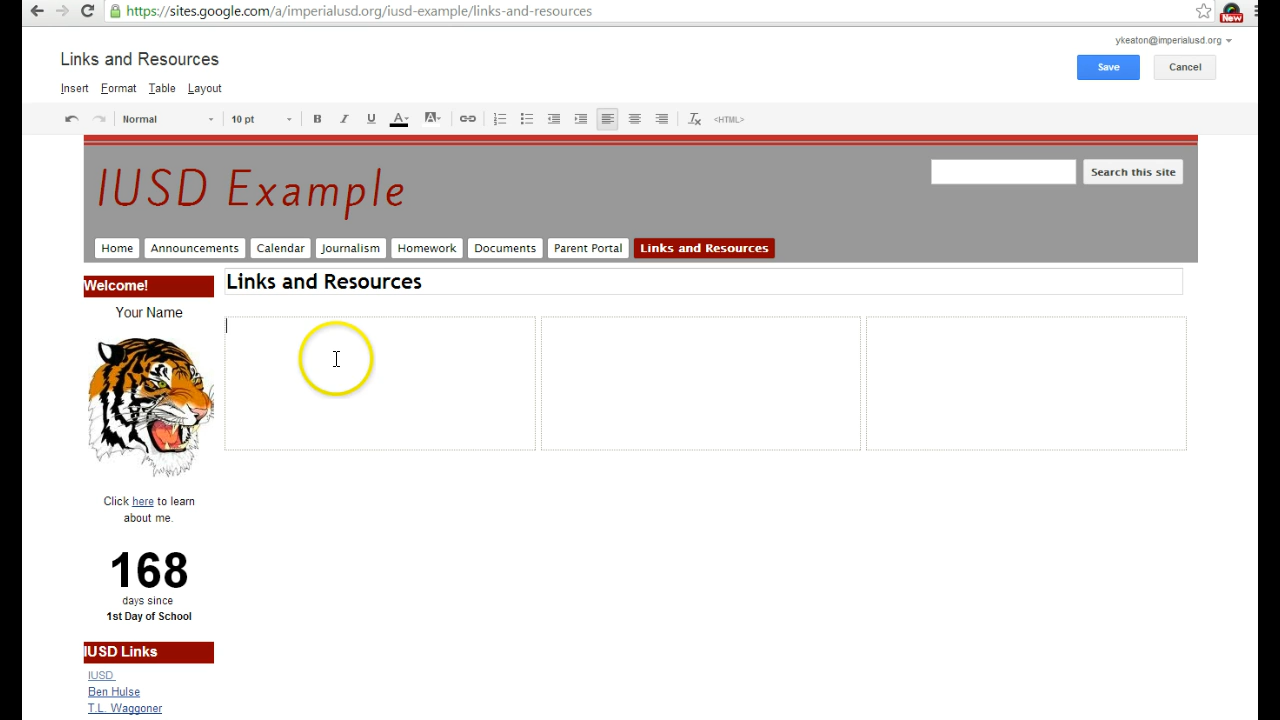 https://sites.google.com/a/imperialusd.org/iusd-example/links-and-resources
New
ykeaton@imperialusd.org
Links and Resources
Save Cancel
Insert Format Table Layout
Normal 10 pt B I U A A <HTML>
IUSD Example
Search this site
Home Announcements Calendar Journalism Homework Documents Parent Portal Links and Resources
Links and Resources
Welcome!
Your Name
Click here to learn
about me.
168
days since
1st Day of School
IUSD Links
IUSD
Ben Hulse
T.L. Waggoner